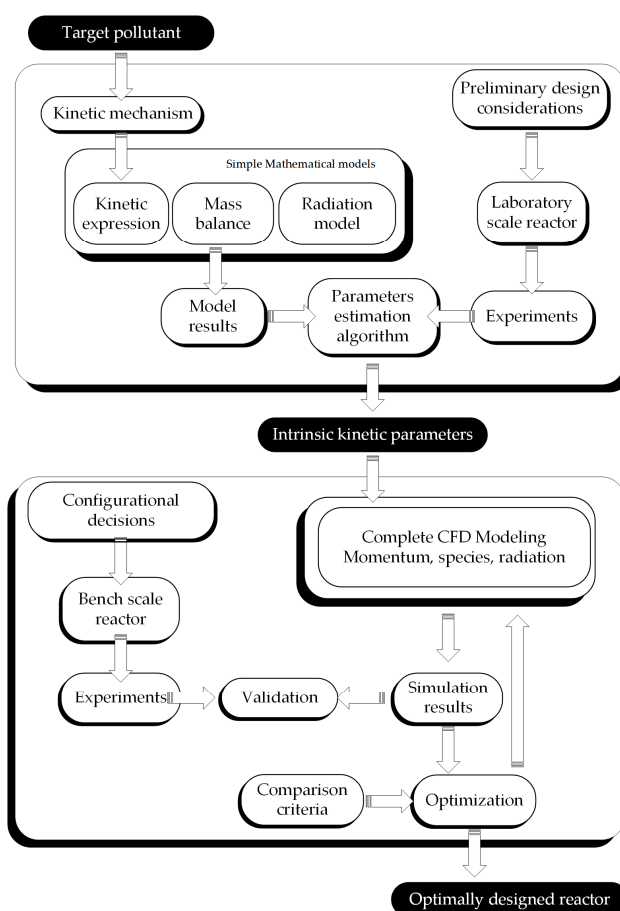 Target pollutant
Kinetic mechanism
Preliminary design
considerations
Simple Mathematical models
Kinetic
expression
Mass
balance
Radiation
model
Laboratory
scale reactor
Model
results
Parameters
estimation
algorithm
Experiments
Intrinsic kinetic parameters
Configurational
decisions
Complete CFD Modeling
Momentum, species, radiation
Bench scale
reactor
Experiments
Validation
Simulation
results
Comparison
criteria
Optimization
Optimally designed reactor